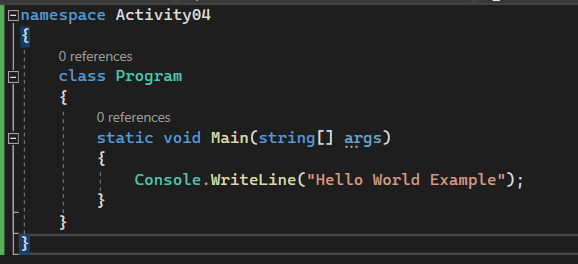 namespace Activity04
{
0 references
class Program
{
0 references
static void Main(string[] args)
{
Console.WriteLine("Hello World Example");
}
}
}